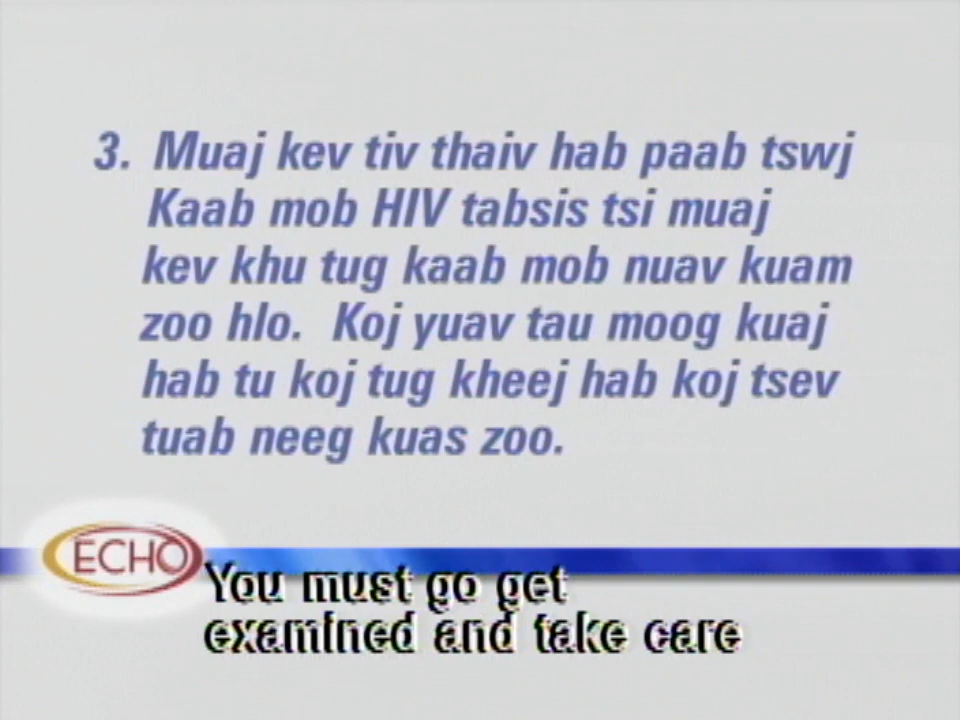 3. Muaj kev tiv thaiv hab paab tswj
Kaab mob HIV tabsis tsi muaj
kev khu tug kaab mob nuav kuam
zoo hlo. Koj yuav tau moog kuaj
hab tu koj tug kheej hab koj tsev
tuab neeg kuas zoo.
ECHO
You must go get
examined and take care